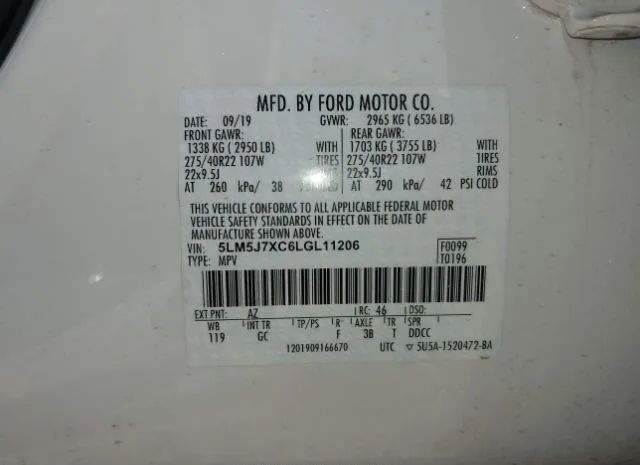 MFD. BY FORD MOTOR CO.
DATE: 09/19 GVWR: 2965 KG ( 6536 LB)
FRONT GAWR: REAR GAWR:
1338 KG ( 2950 LB) WITH 1703 KG ( 3755 LB) WITH
275/40R22 107W TIRES 275/40R22 107W TIRES
22x9.5J 22x9.5J RIMS
AT 260 kPa/ 38 AT 290 kPa/ 42 PSI COLD
THIS VEHICLE CONFORMS TO ALL APPLICABLE FEDERAL MOTOR
VEHICLE SAFETY STANDARDS IN EFFECT ON THE DATE OF
MANUFACTURE SHOWN ABOVE.
VIN: 5LM5J7XC6LGL11206 F0099
TYPE: MPV T0196
EXT PNT: AZ RC: 46 DSO:
WB INT TR TP/PS R AXLE TR SPR
119 GC F 3B T DDCC
1201909166670 UTC ▽ 5U5A-1520472-BA